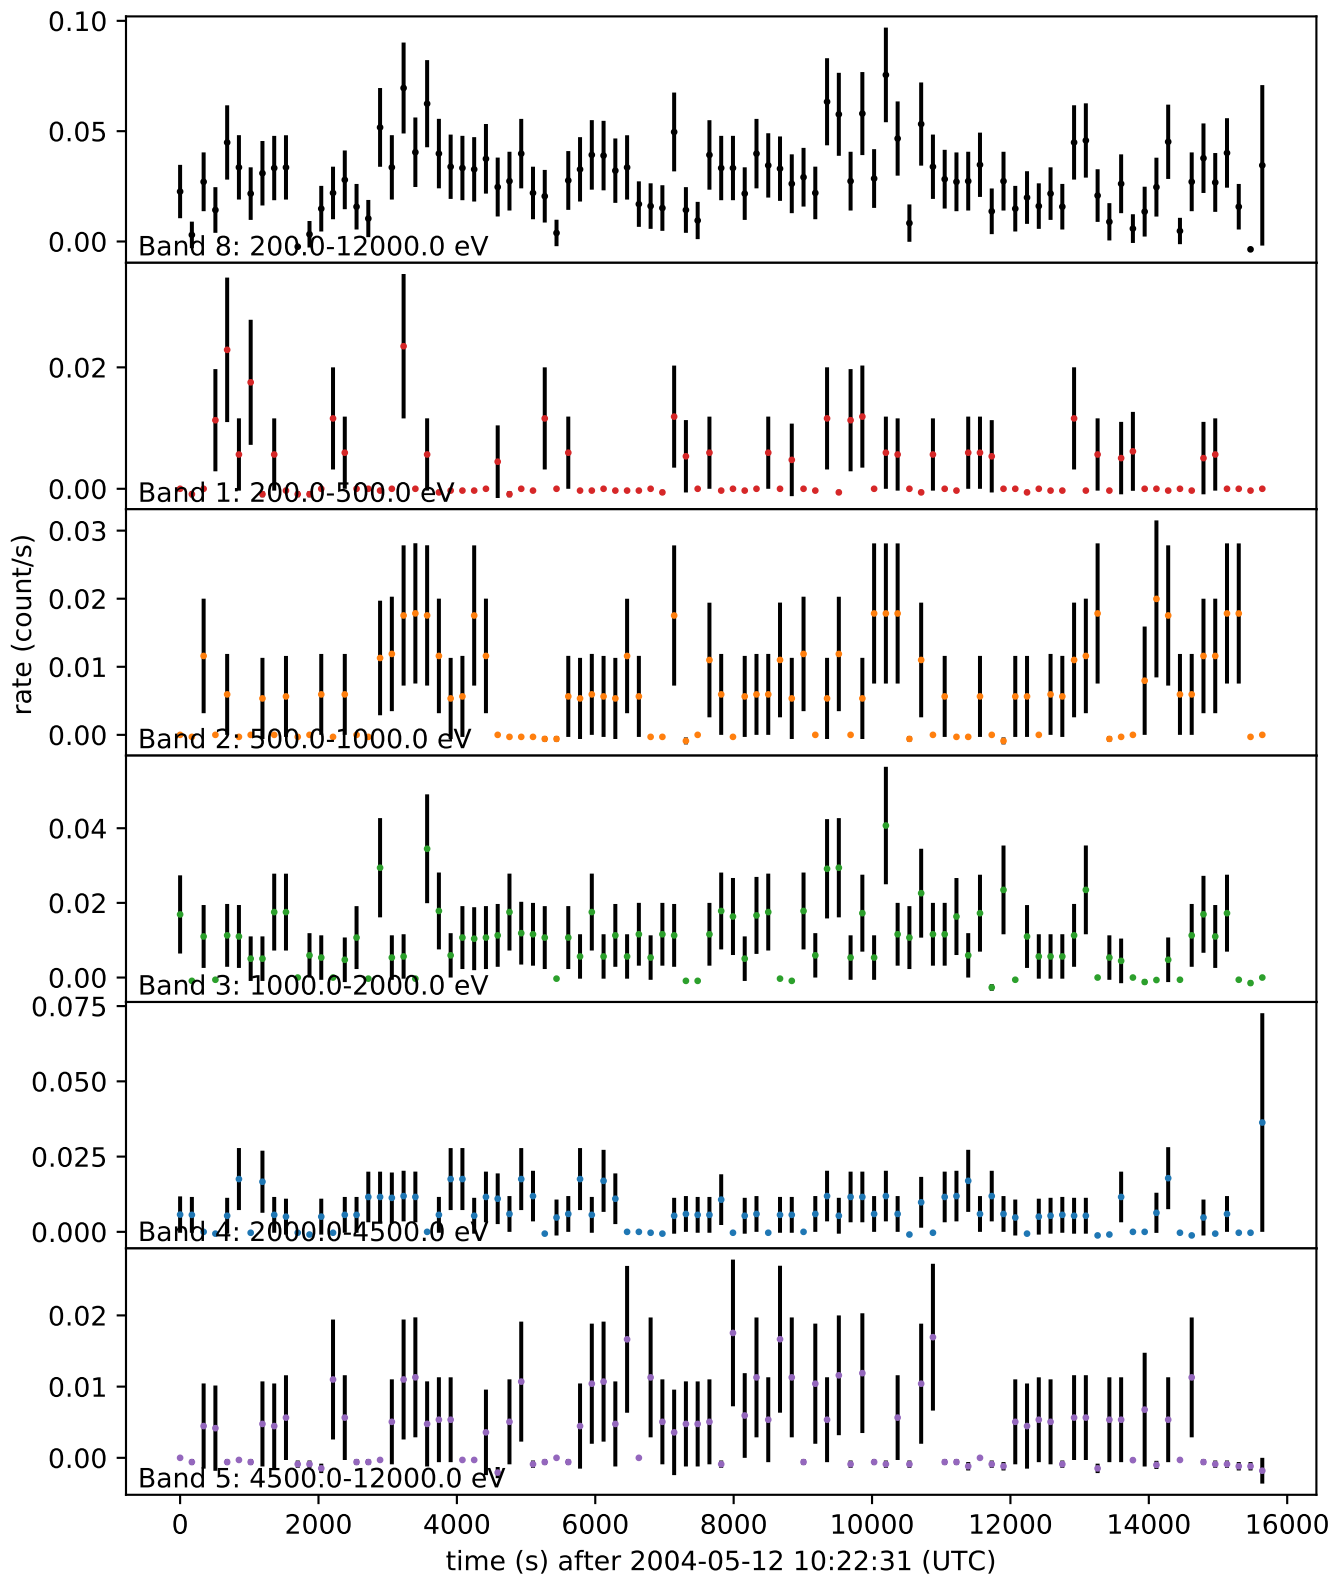 0.10
0.05
0.00
Band 8: 200.0-12000.0 eV
0.02
0.00
Band 1: 200.0-500.0 eV
rate (count/s)
0.03
0.02
0.01
0.00
Band 2: 500.0-1000.0 eV
0.04
0.02
0.00
Band 3: 1000.0-2000.0 eV
0.075
0.050
0.025
0.000
Band 4: 2000.0-4500.0 eV
0.02
0.01
0.00
Band 5: 4500.0-12000.0 eV
0 2000 4000 6000 8000 10000 12000 14000 16000
time (s) after 2004-05-12 10:22:31 (UTC)